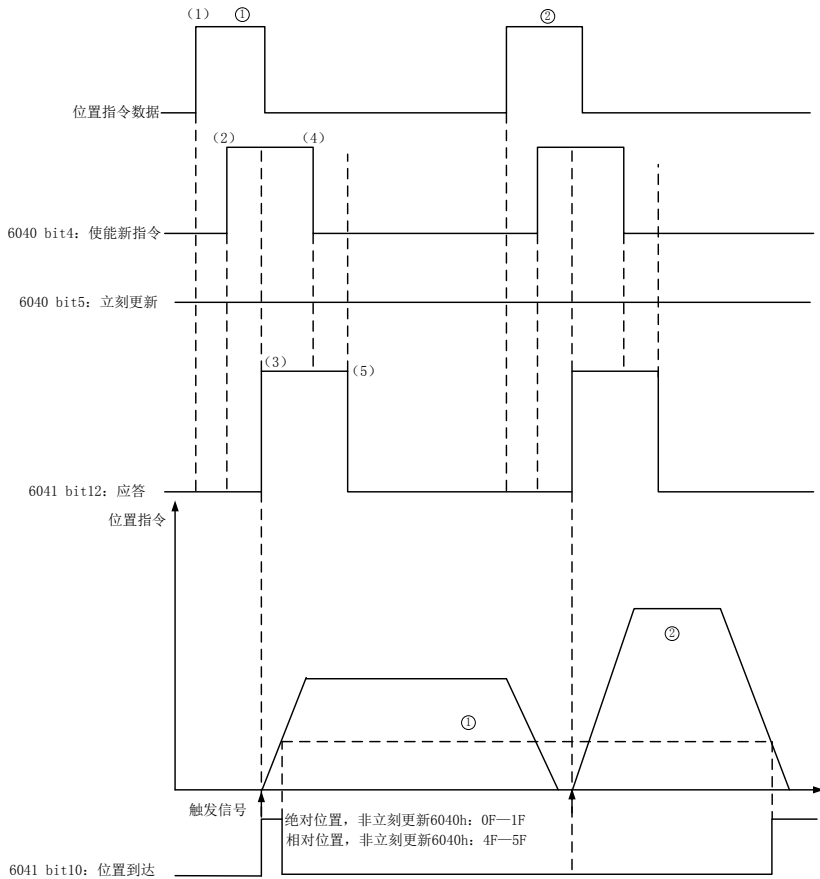 （1）
①
②
位置指令数据
（2）
（4）
6040 bit4：使能新指令
6040 bit5：立刻更新
（3）
（5）
6041 bit12：应答
位置指令
②
①
触发信号
绝对位置，非立刻更新6040h：0F—1F
相对位置，非立刻更新6040h：4F—5F
6041 bit10：位置到达